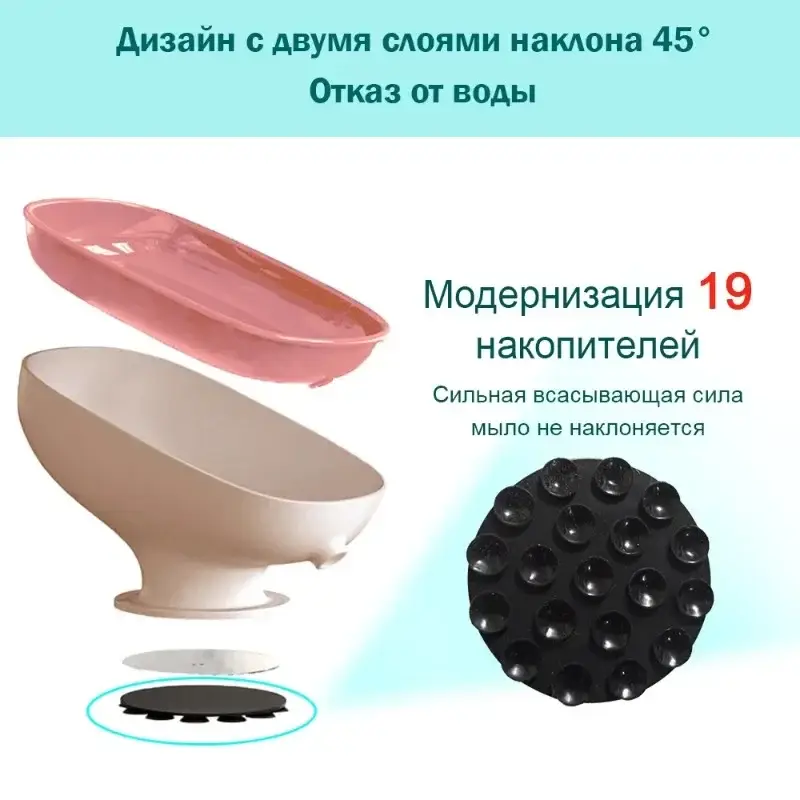 Дизайн с двумя слоями наклона 45°
Отказ от воды
Модернизация 19
накопителей
Сильная всасывающая сила
мыло не наклоняется